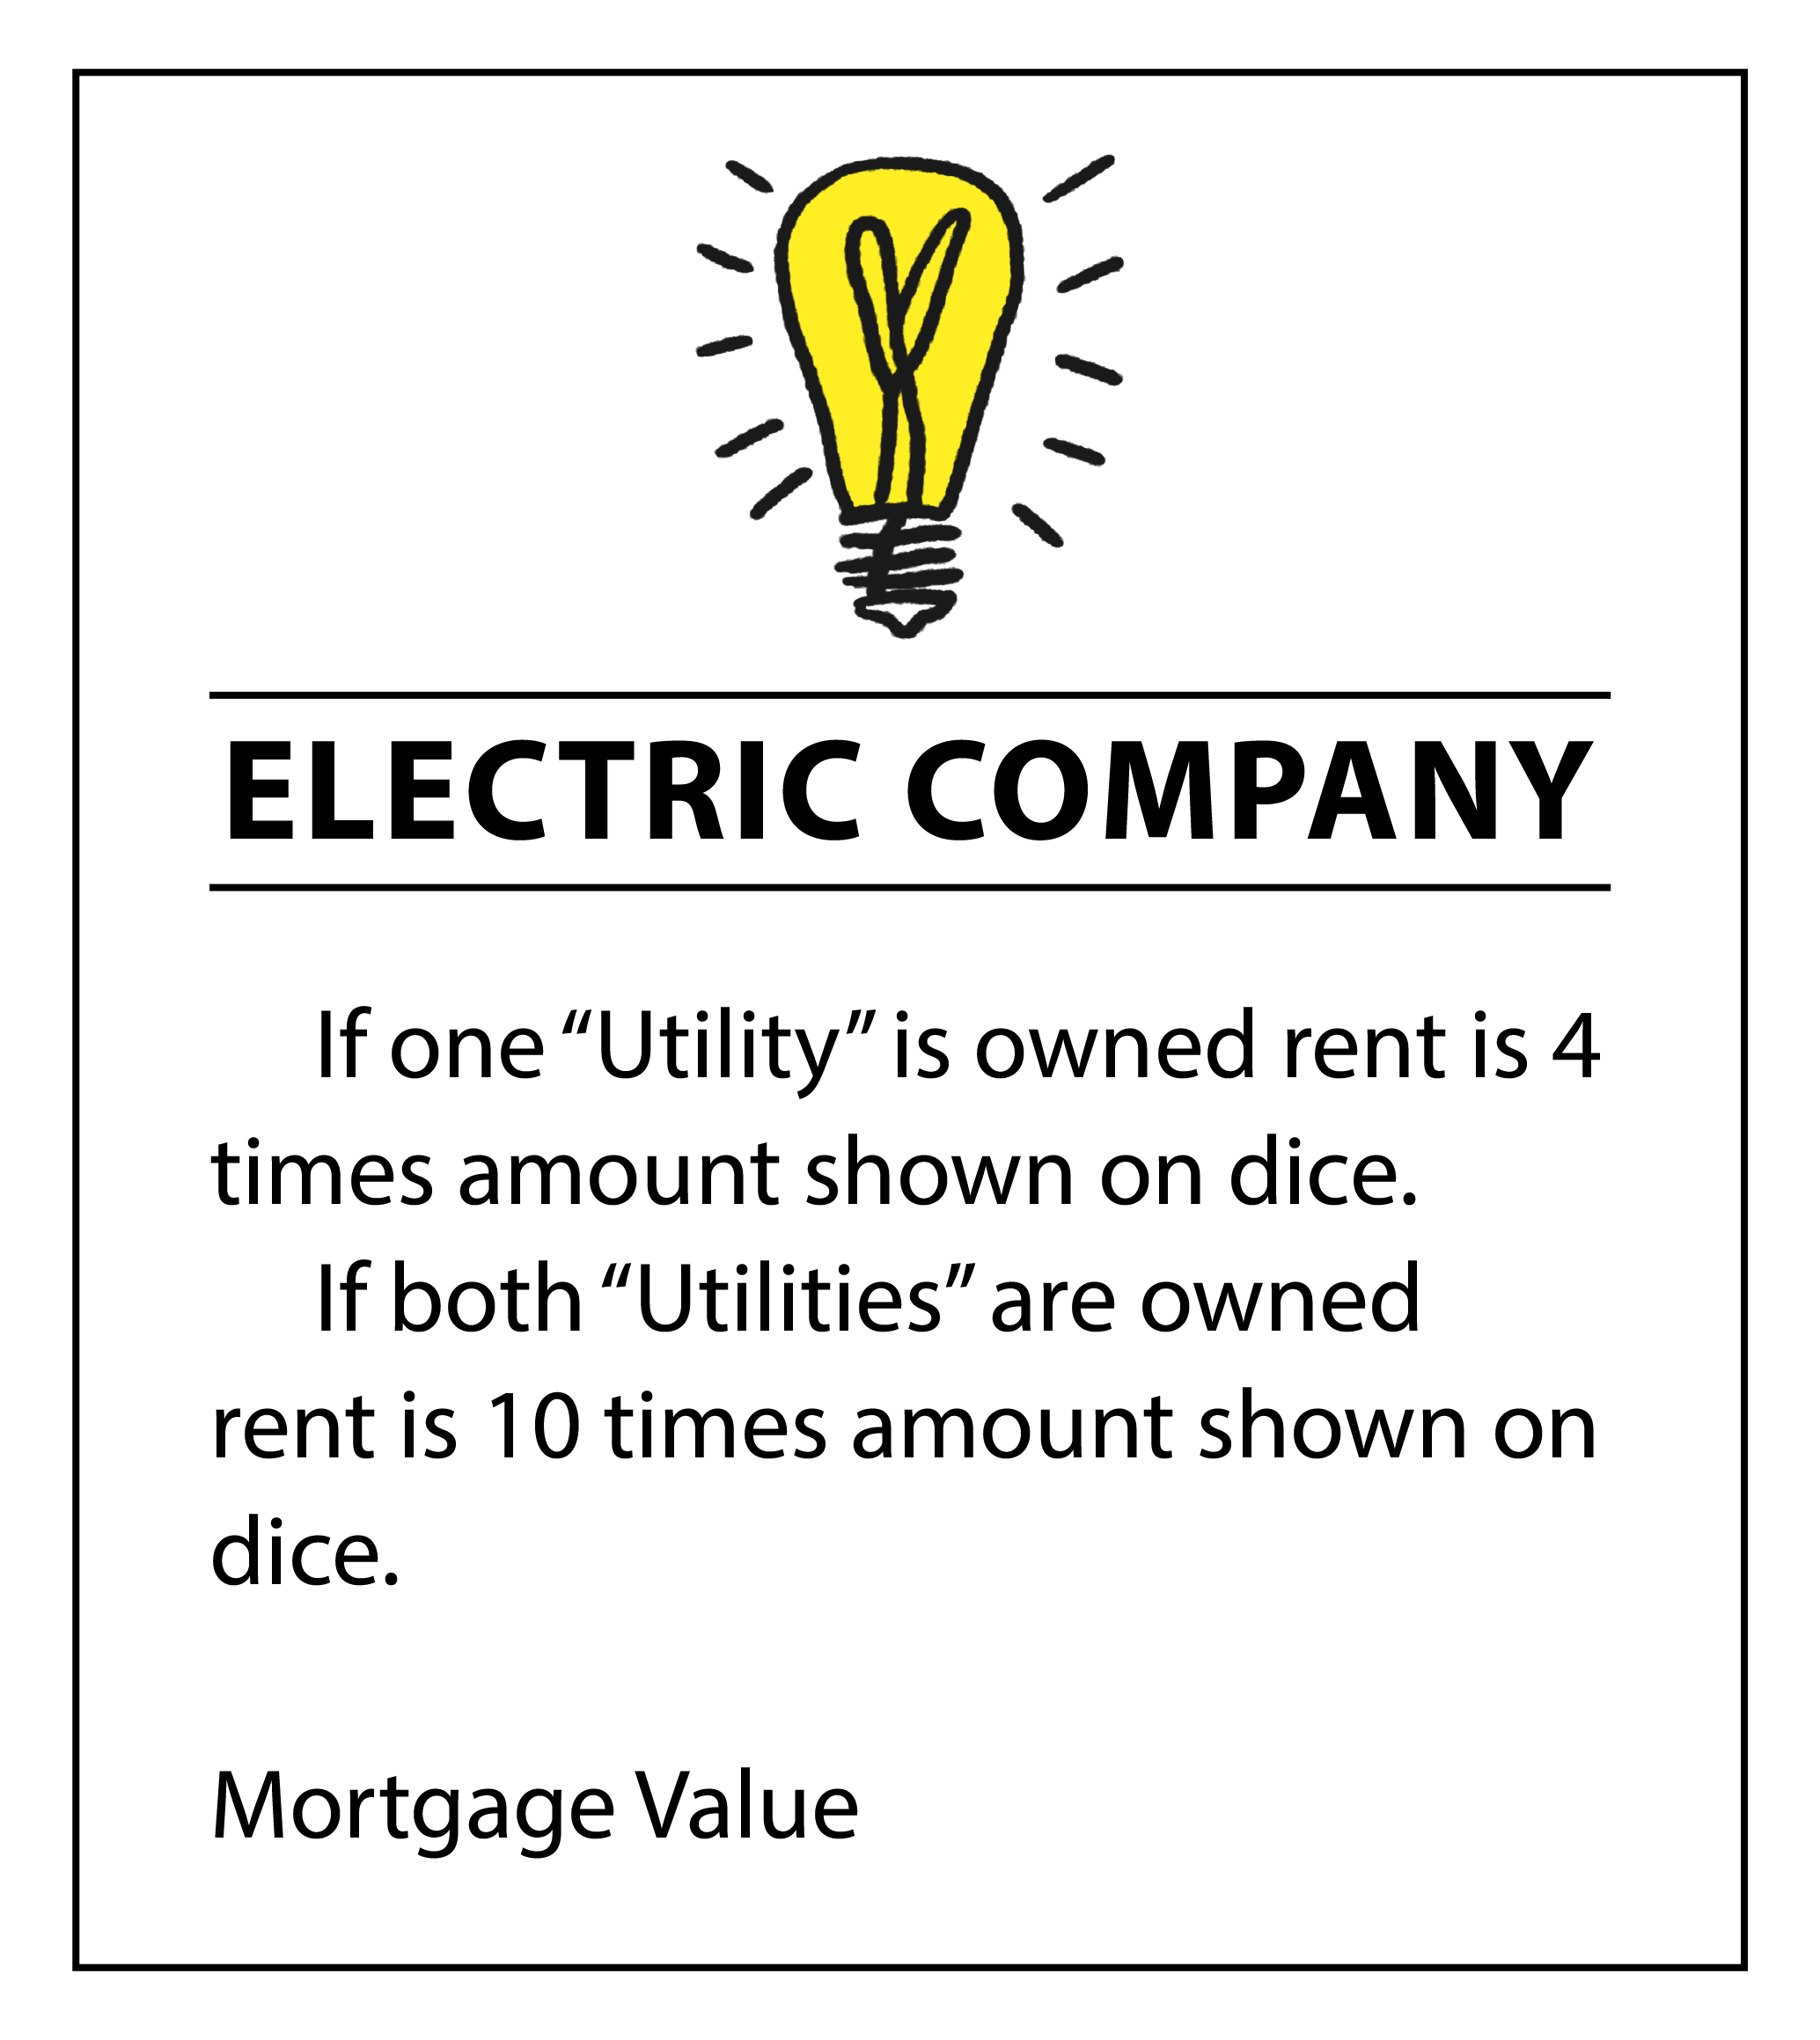 ELECTRIC COMPANY
If one “Utility” is owned rent is 4
times amount shown on dice.
If both “Utilities” are owned
rent is 10 times amount shown on
dice.
Mortgage Value